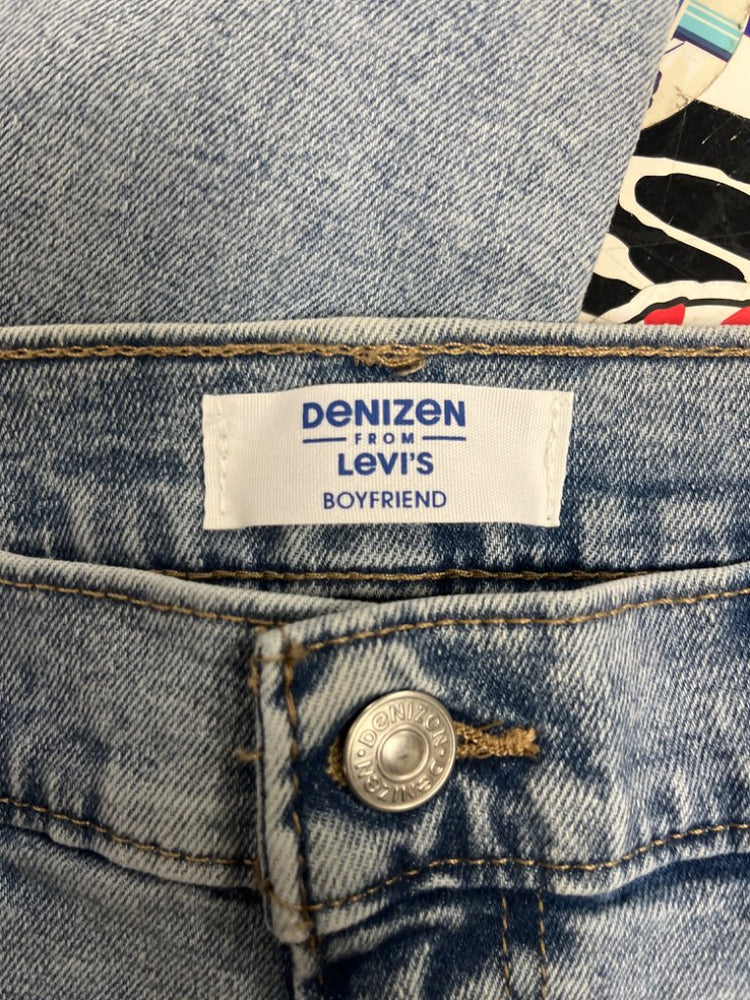 DeNiZeN
FROM
Levi's
BOYFRIEND
DeNiZeN · DeNiZeN ·